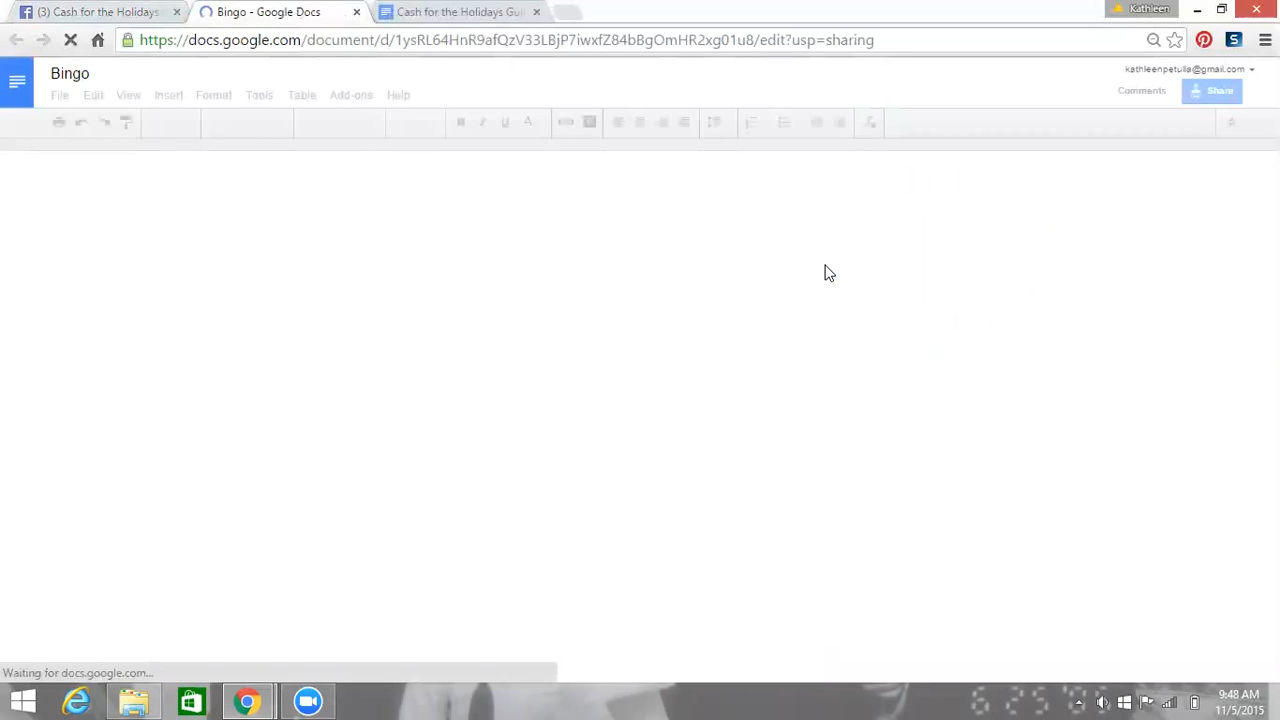 (3) Cash for the Holidays
Bingo - Google Docs
Cash for the Holidays Gui
Kathleen
https://docs.google.com/document/d/1ysRL64HnR9afQzV33LBjP7iwxfZ84bBgOmHR2xg01u8/edit?usp=sharing
Bingo
kathleenpetulla@gmail.com
File Edit View Insert Format Tools Table Add-ons Help
Comments
Share
Waiting for docs.google.com...
9:48 AM
11/5/2015